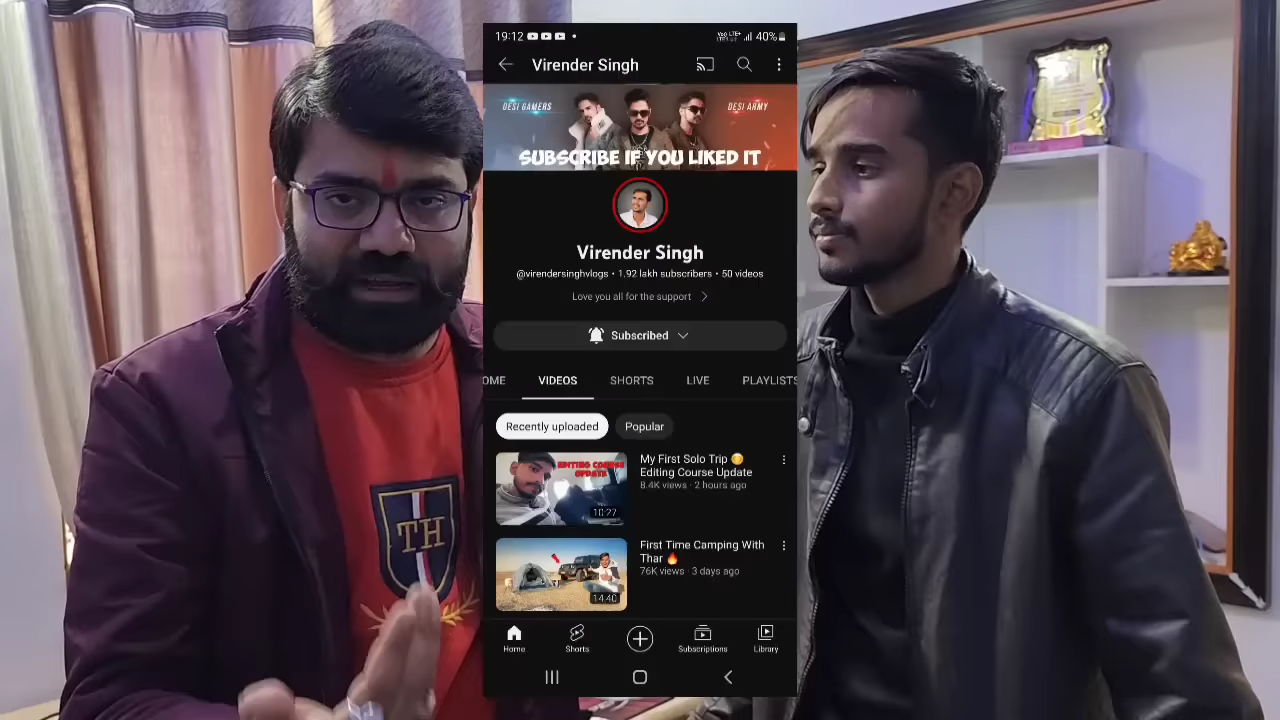 19:12
40%
Virender Singh
DESI GAMERS
DESI ARMY
SUBSCRIBE IF YOU LIKED IT
Virender Singh
@virendersinghvlogs • 1.92 lakh subscribers • 50 videos
Love you all for the support
Subscribed
OME VIDEOS SHORTS LIVE PLAYLISTS
Recently uploaded Popular
EDITING COURSE
UPDATE
10:27
My First Solo Trip 😳
Editing Course Update
8.4K views · 2 hours ago
14:40
First Time Camping With
Thar 🔥
76K views · 3 days ago
Home Shorts Subscriptions Library
TH